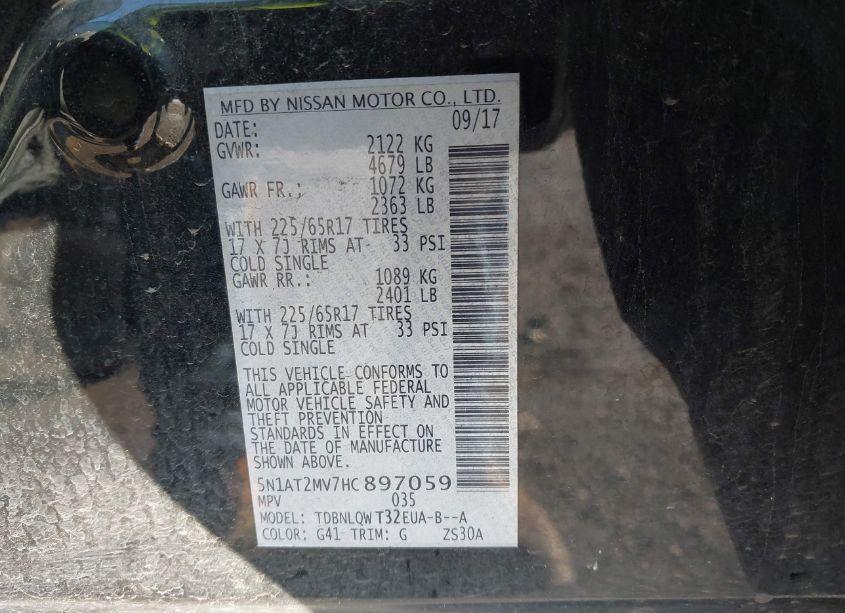 MFD BY NISSAN MOTOR CO., LTD.
DATE: 09/17
GVWR: 2122 KG
4679 LB
GAWR FR.: 1072 KG
2363 LB
WITH 225/65R17 TIRES
17 X 7J RIMS AT 33 PSI
COLD SINGLE
GAWR RR.: 1089 KG
2401 LB
WITH 225/65R17 TIRES
17 X 7J RIMS AT 33 PSI
COLD SINGLE
THIS VEHICLE CONFORMS TO
ALL APPLICABLE FEDERAL
MOTOR VEHICLE SAFETY AND
THEFT PREVENTION
STANDARDS IN EFFECT ON
THE DATE OF MANUFACTURE
SHOWN ABOVE.
5N1AT2MV7HC897059
MPV 035
MODEL: TDBNLQW T32EUA-B--A
COLOR: G41 TRIM: G ZS30A